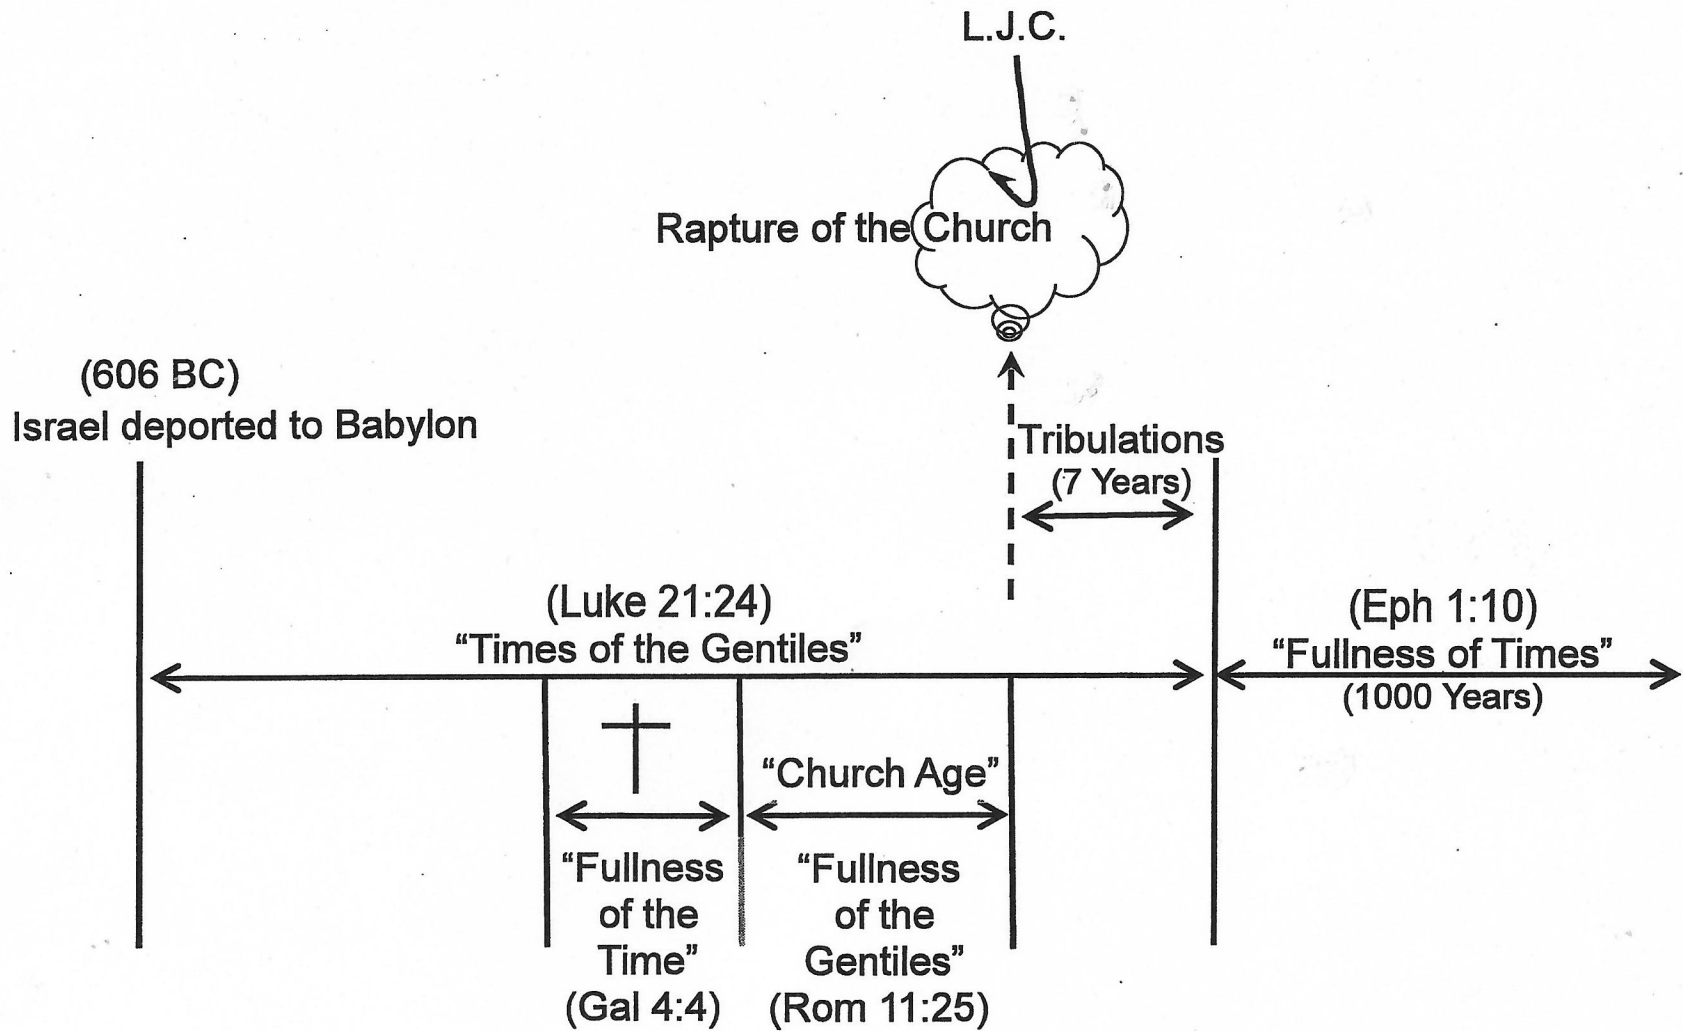 L.J.C.
Rapture of the Church
(606 BC)
Israel deported to Babylon
Tribulations
(7 Years)
(Luke 21:24)
“Times of the Gentiles”
(Eph 1:10)
“Fullness of Times”
(1000 Years)
“Church Age”
“Fullness
of the
Time”
(Gal 4:4)
“Fullness
of the
Gentiles”
(Rom 11:25)